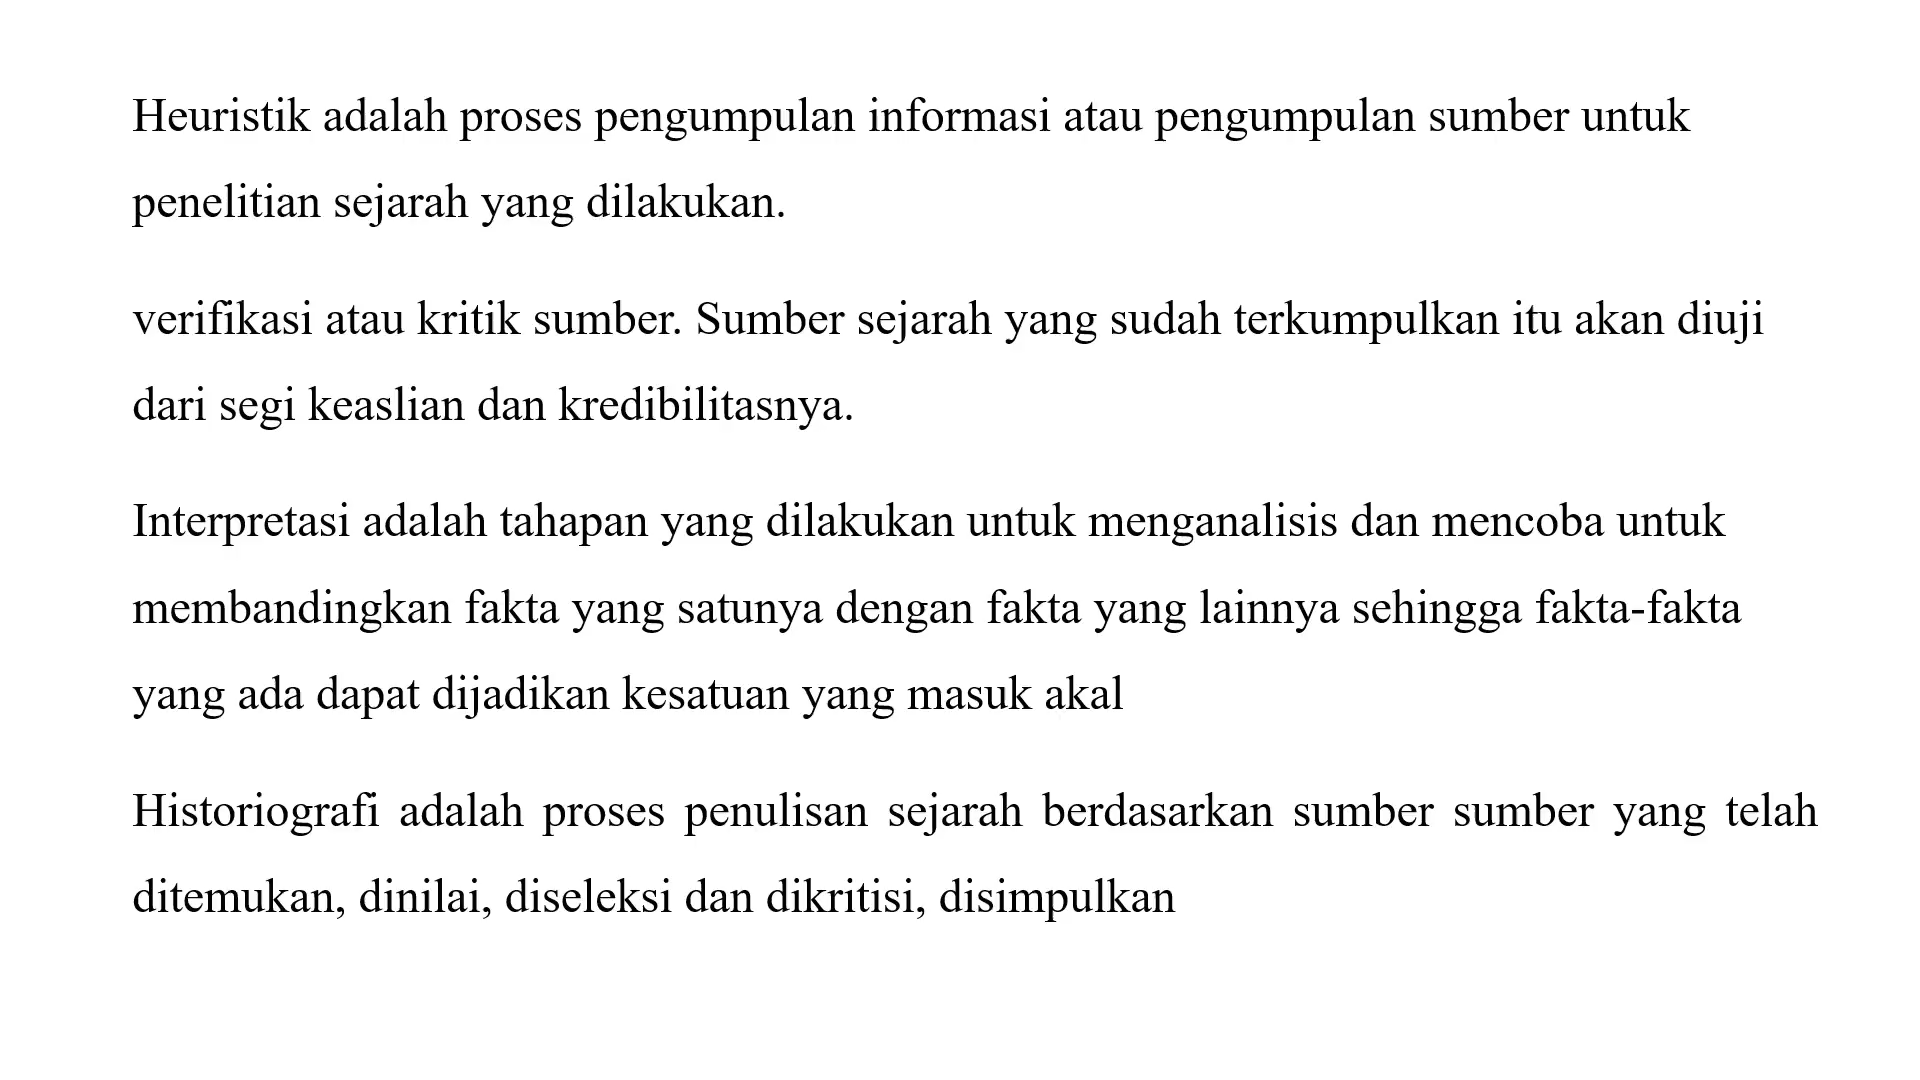 Heuristik adalah proses pengumpulan informasi atau pengumpulan sumber untuk
penelitian sejarah yang dilakukan.
verifikasi atau kritik sumber. Sumber sejarah yang sudah terkumpulkan itu akan diuji
dari segi keaslian dan kredibilitasnya.
Interpretasi adalah tahapan yang dilakukan untuk menganalisis dan mencoba untuk
membandingkan fakta yang satunya dengan fakta yang lainnya sehingga fakta-fakta
yang ada dapat dijadikan kesatuan yang masuk akal
Historiografi adalah proses penulisan sejarah berdasarkan sumber sumber yang telah
ditemukan, dinilai, diseleksi dan dikritisi, disimpulkan